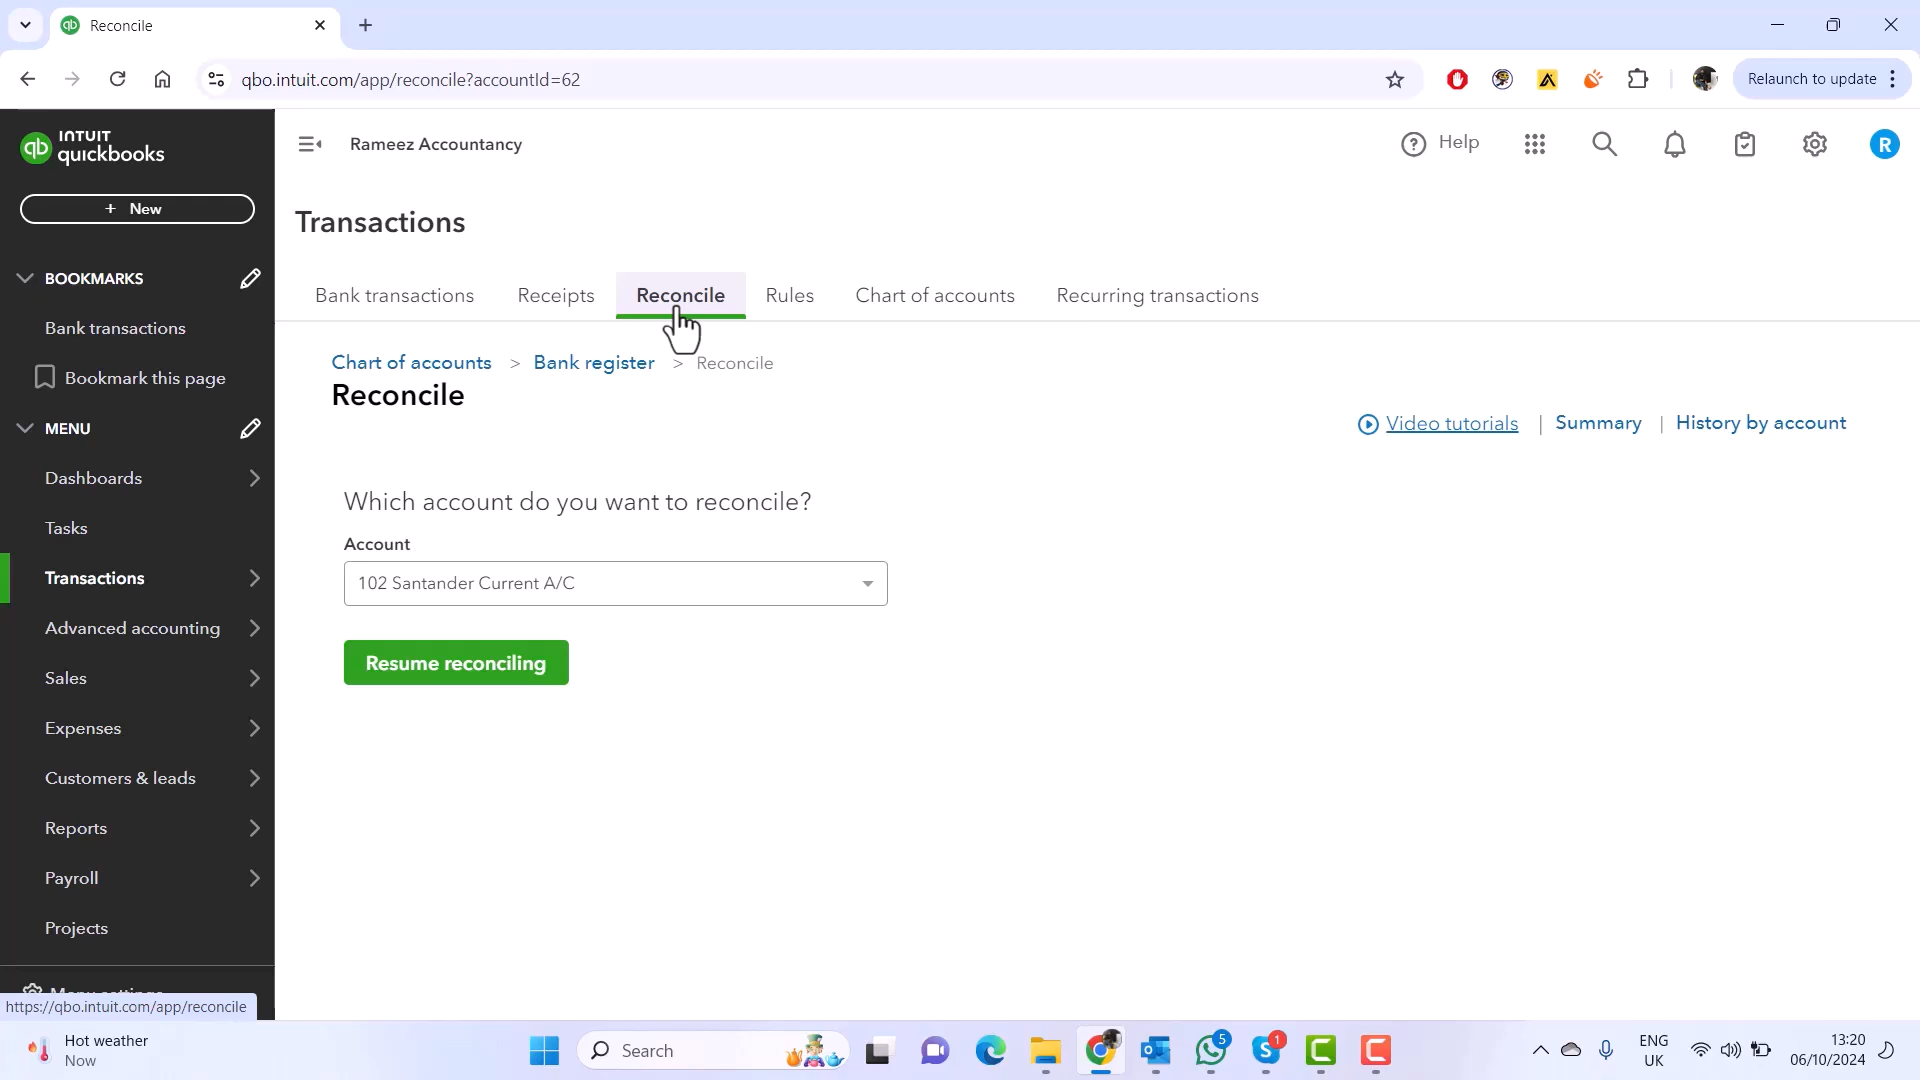 Reconcile
qbo.intuit.com/app/reconcile?accountId=62
Relaunch to update
INTUIT
quickbooks
Rameez Accountancy
Help
R
+ New
Transactions
BOOKMARKS
Bank transactions
Receipts
Reconcile
Rules
Chart of accounts
Recurring transactions
Bank transactions
Bookmark this page
Chart of accounts > Bank register > Reconcile
Reconcile
Video tutorials | Summary | History by account
MENU
Dashboards
Tasks
Transactions
Advanced accounting
Sales
Expenses
Customers & leads
Reports
Payroll
Projects
Which account do you want to reconcile?
Account
102 Santander Current A/C
Resume reconciling
https://qbo.intuit.com/app/reconcile
Hot weather
Now
Search
5
1
ENG
UK
13:20
06/10/2024